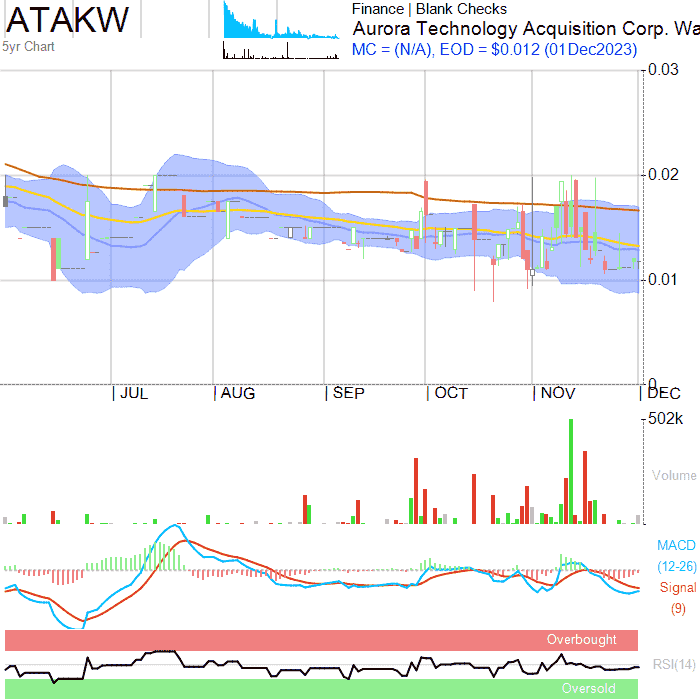 ATAKW
5yr Chart
Finance | Blank Checks
Aurora Technology Acquisition Corp. Wa
MC = (N/A), EOD = $0.012 (01Dec2023)
0.03
0.02
0.01
0
JUL
AUG
SEP
OCT
NOV
DEC
502k
Volume
MACD
(12-26)
Signal
(9)
Overbought
RSI(14)
Oversold